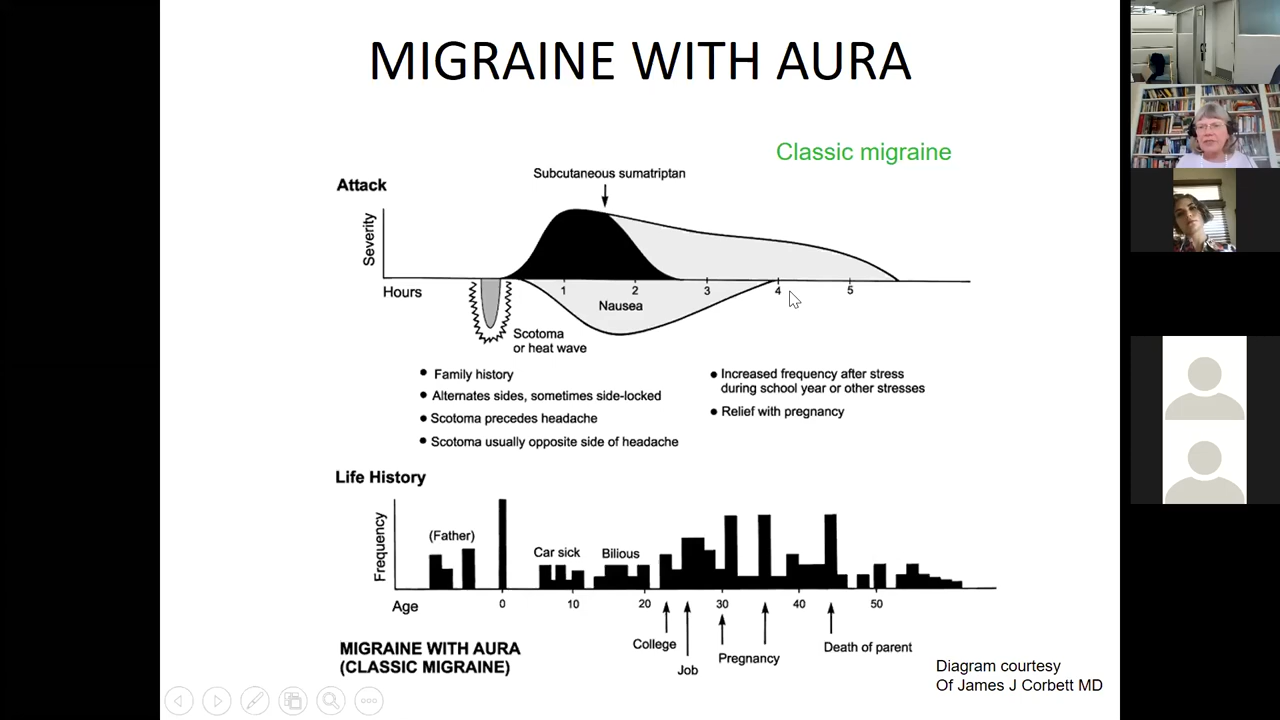 MIGRAINE WITH AURA
Classic migraine
Subcutaneous sumatriptan
Attack
Severity
Hours
1
2
3
4
5
Nausea
Scotoma
or heat wave
• Family history
• Alternates sides, sometimes side-locked
• Scotoma precedes headache
• Scotoma usually opposite side of headache
• Increased frequency after stress
during school year or other stresses
• Relief with pregnancy
Life History
Frequency
(Father)
Car sick
Bilious
Age
0
10
20
30
40
50
College
Job
Pregnancy
Death of parent
MIGRAINE WITH AURA
(CLASSIC MIGRAINE)
Diagram courtesy
Of James J Corbett MD